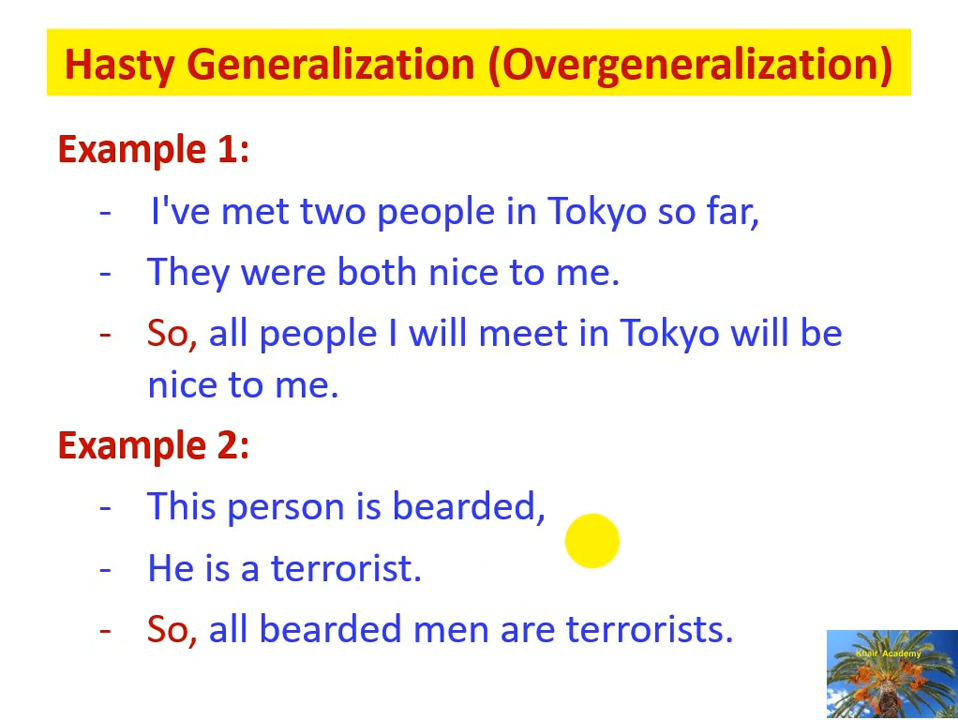 Hasty Generalization (Overgeneralization)
Example 1:
- I've met two people in Tokyo so far,
- They were both nice to me.
- So, all people I will meet in Tokyo will be
nice to me.
Example 2:
- This person is bearded,
- He is a terrorist.
- So, all bearded men are terrorists.
Khair Academy